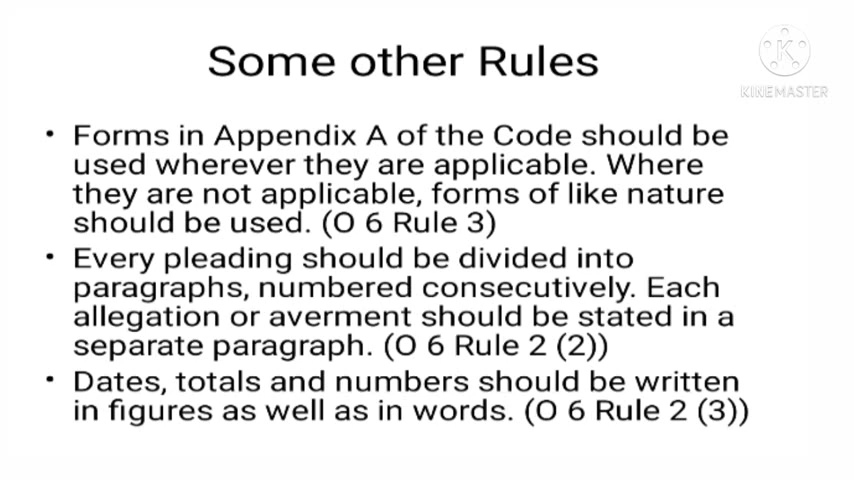 Some other Rules
KINEMASTER
• Forms in Appendix A of the Code should be
used wherever they are applicable. Where
they are not applicable, forms of like nature
should be used. (O 6 Rule 3)
• Every pleading should be divided into
paragraphs, numbered consecutively. Each
allegation or averment should be stated in a
separate paragraph. (O 6 Rule 2 (2))
• Dates, totals and numbers should be written
in figures as well as in words. (O 6 Rule 2 (3))